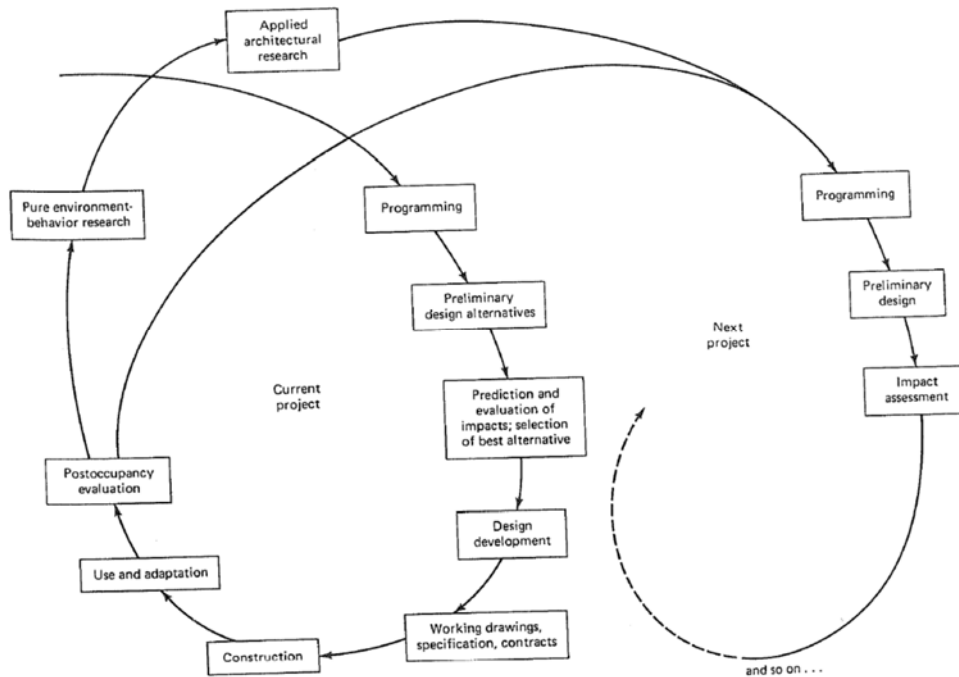 Applied
architectural
research
Pure environment-
behavior research
Programming
Programming
Preliminary
design alternatives
Preliminary
design
Next
project
Current
project
Prediction and
evaluation of
impacts; selection
of best alternative
Impact
assessment
Postoccupancy
evaluation
Design
development
Use and adaptation
Working drawings,
specification, contracts
Construction
and so on . . .